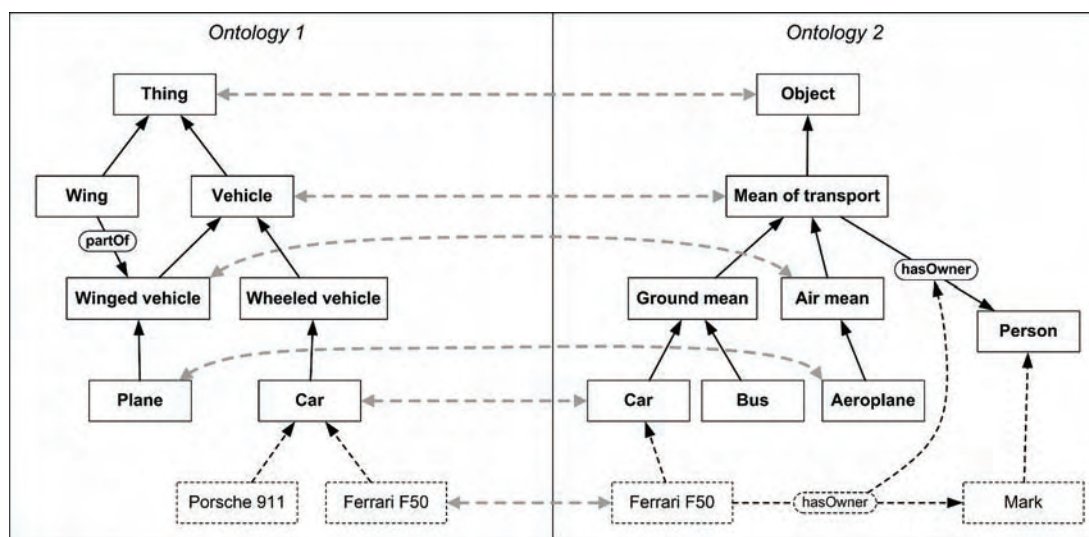 Ontology 1
Ontology 2
Thing
Object
Wing
Vehicle
Mean of transport
partOf
hasOwner
Winged vehicle
Wheeled vehicle
Ground mean
Air mean
Person
Plane
Car
Car
Bus
Aeroplane
Porsche 911
Ferrari F50
Ferrari F50
hasOwner
Mark